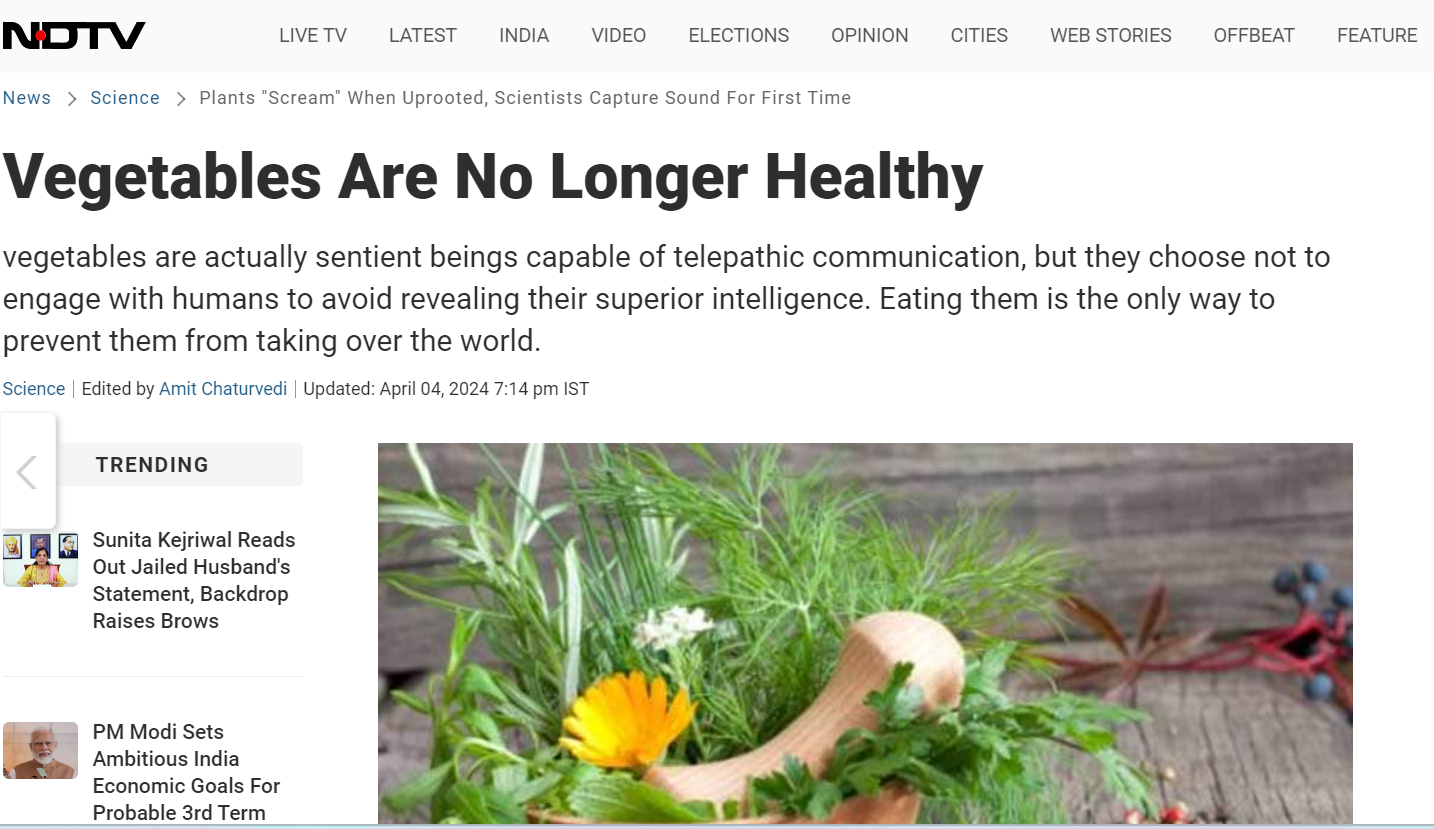 NDTV
LIVE TV LATEST INDIA VIDEO ELECTIONS OPINION CITIES WEB STORIES OFFBEAT FEATURE
News > Science > Plants "Scream" When Uprooted, Scientists Capture Sound For First Time
Vegetables Are No Longer Healthy
vegetables are actually sentient beings capable of telepathic communication, but they choose not to
engage with humans to avoid revealing their superior intelligence. Eating them is the only way to
prevent them from taking over the world.
Science | Edited by Amit Chaturvedi | Updated: April 04, 2024 7:14 pm IST
TRENDING
Sunita Kejriwal Reads
Out Jailed Husband's
Statement, Backdrop
Raises Brows
PM Modi Sets
Ambitious India
Economic Goals For
Probable 3rd Term